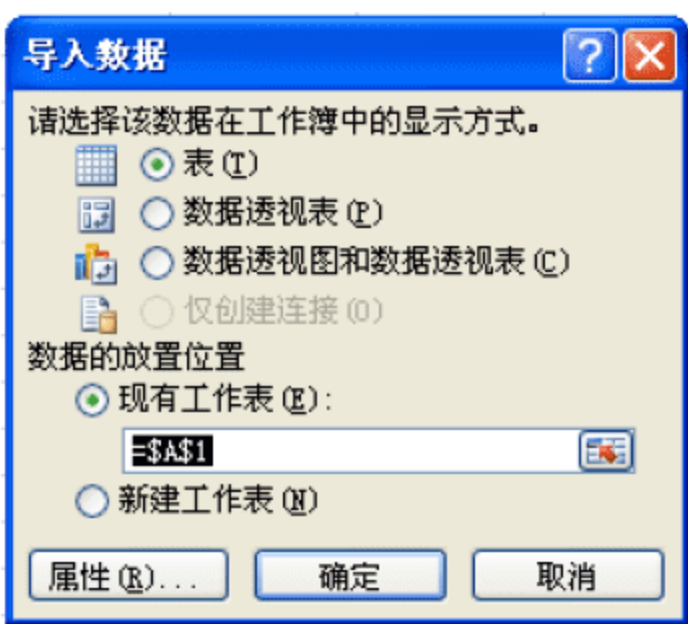 导入数据
请选择该数据在工作簿中的显示方式。
表(T)
数据透视表(P)
数据透视图和数据透视表(C)
仅创建连接(O)
数据的放置位置
现有工作表(E):
=$A$1
新建工作表(N)
属性(R)... 确定 取消